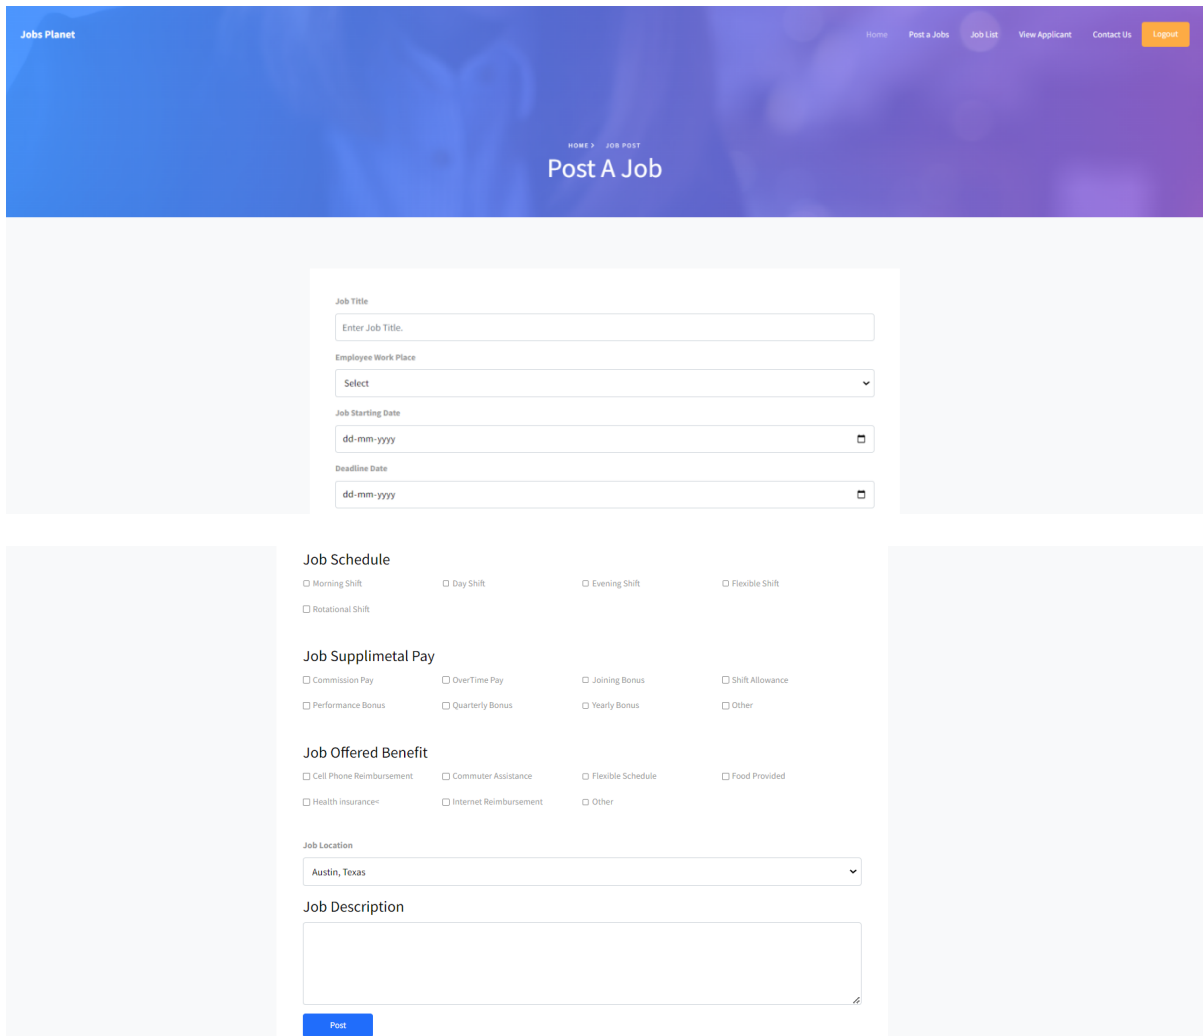 Jobs Planet
Home Post a Jobs Job List View Applicant Contact Us Logout
HOME > JOB POST
Post A Job
Job Title
Enter Job Title.
Employee Work Place
Select
Job Starting Date
dd-mm-yyyy
Deadline Date
dd-mm-yyyy
Job Schedule
Morning Shift Day Shift Evening Shift Flexible Shift
Rotational Shift
Job Supplimetal Pay
Commission Pay OverTime Pay Joining Bonus Shift Allowance
Performance Bonus Quarterly Bonus Yearly Bonus Other
Job Offered Benefit
Cell Phone Reimbursement Commuter Assistance Flexible Schedule Food Provided
Health insurance< Internet Reimbursement Other
Job Location
Austin, Texas
Job Description
Post